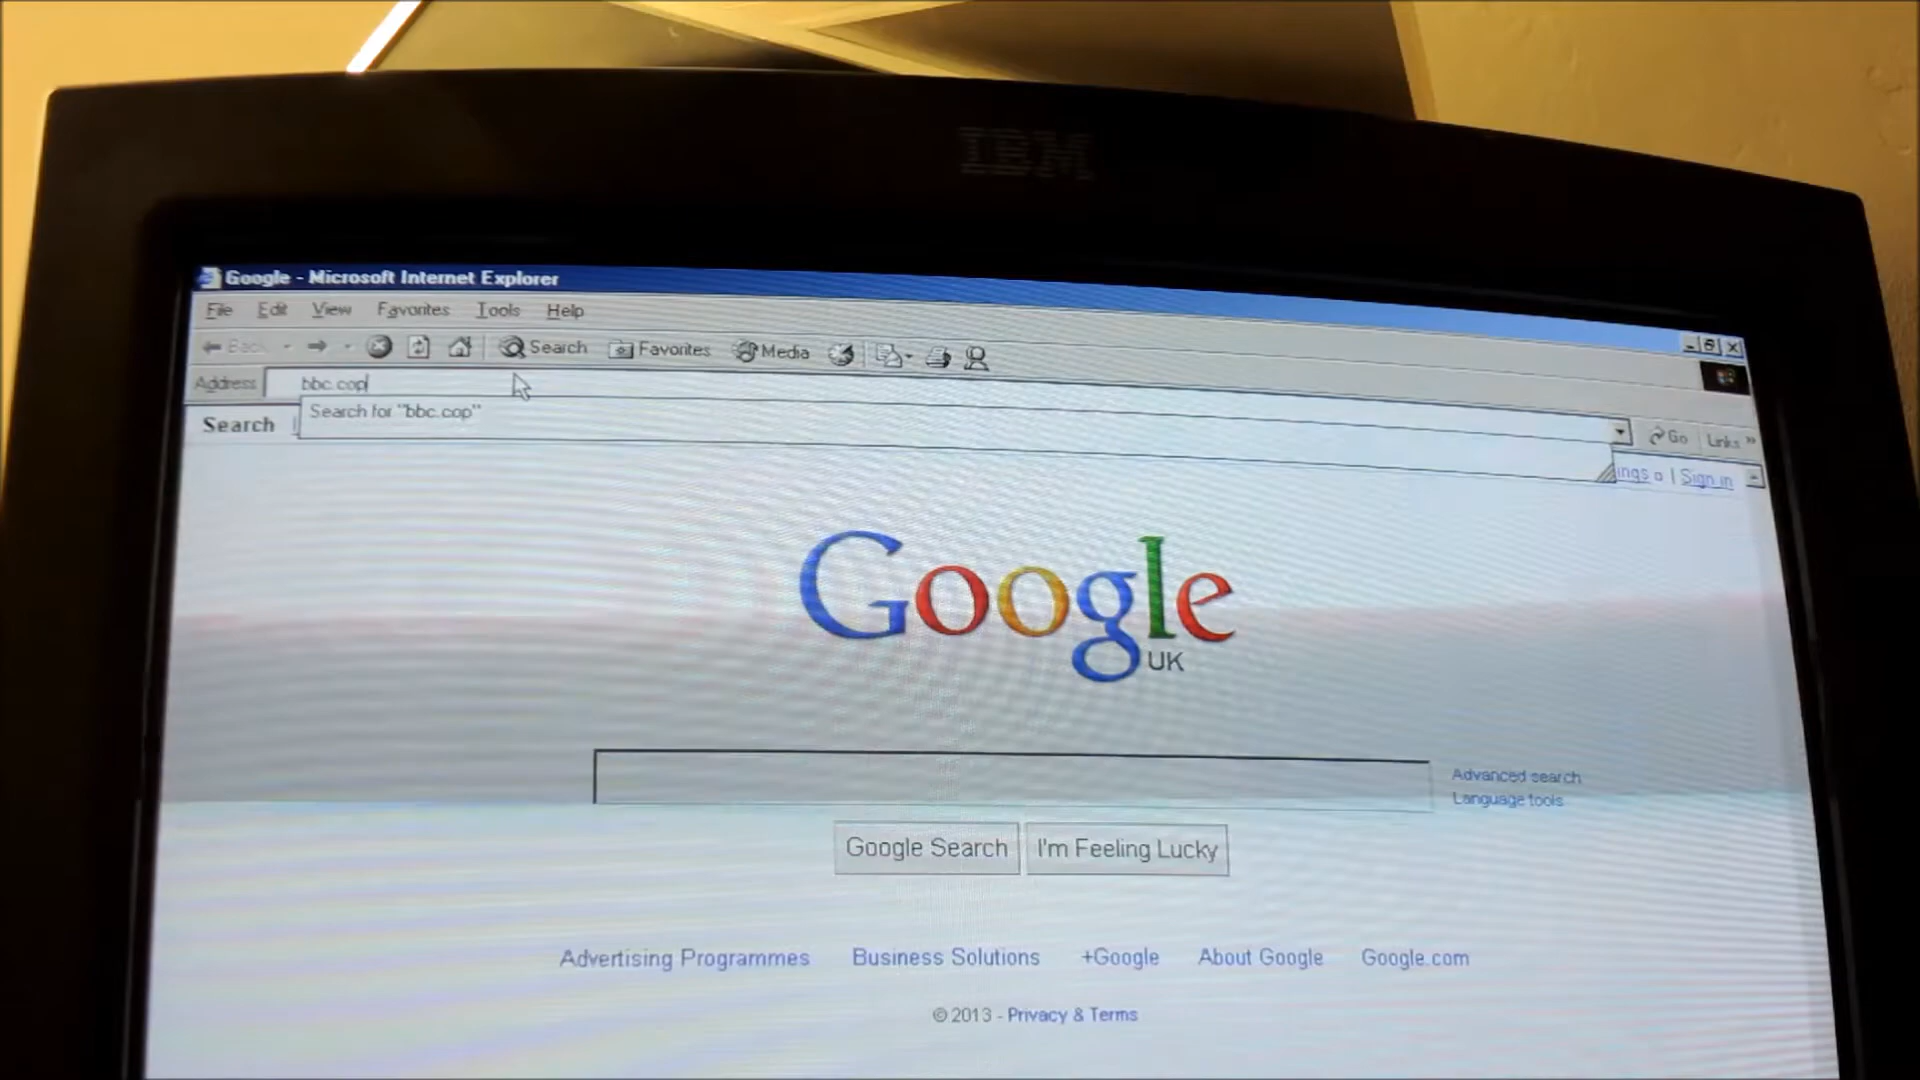 IBM
Google - Microsoft Internet Explorer
File Edit View Favorites Tools Help
Back Search Favorites Media
Address bbc.cop
Go Links »
Search for "bbc.cop"
Search
ings | Sign in
Google
UK
Advanced search
Language tools
Google Search I'm Feeling Lucky
Advertising Programmes Business Solutions +Google About Google Google.com
© 2013 - Privacy & Terms